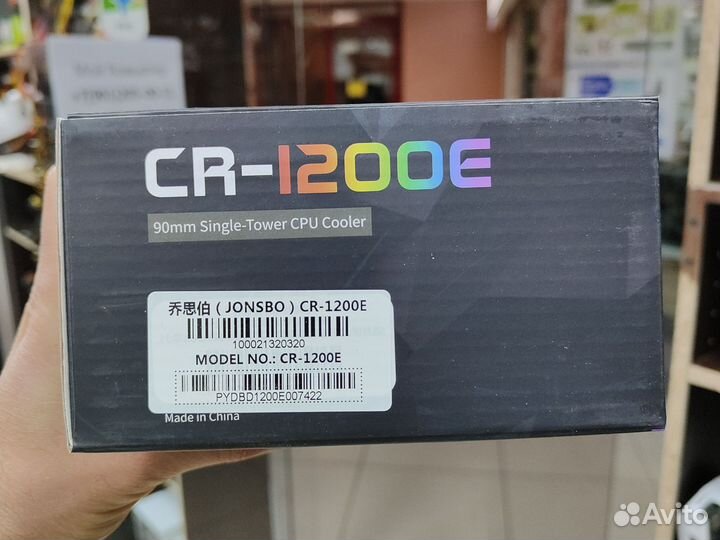 CR-1200E
90mm Single-Tower CPU Cooler
乔思伯（JONSBO）CR-1200E
100021320320
MODEL NO.: CR-1200E
PYDBD1200E007422
Made in China
Avito